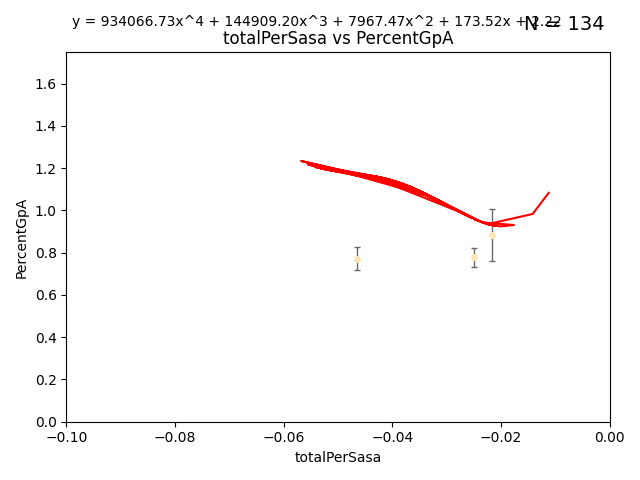 y = 934066.73x^4 + 144909.20x^3 + 7967.47x^2 + 173.52x + 2.22
N = 134
totalPerSasa vs PercentGpA
1.6
1.4
1.2
1.0
0.8
0.6
0.4
0.2
0.0
PercentGpA
−0.10 −0.08 −0.06 −0.04 −0.02 0.00
totalPerSasa